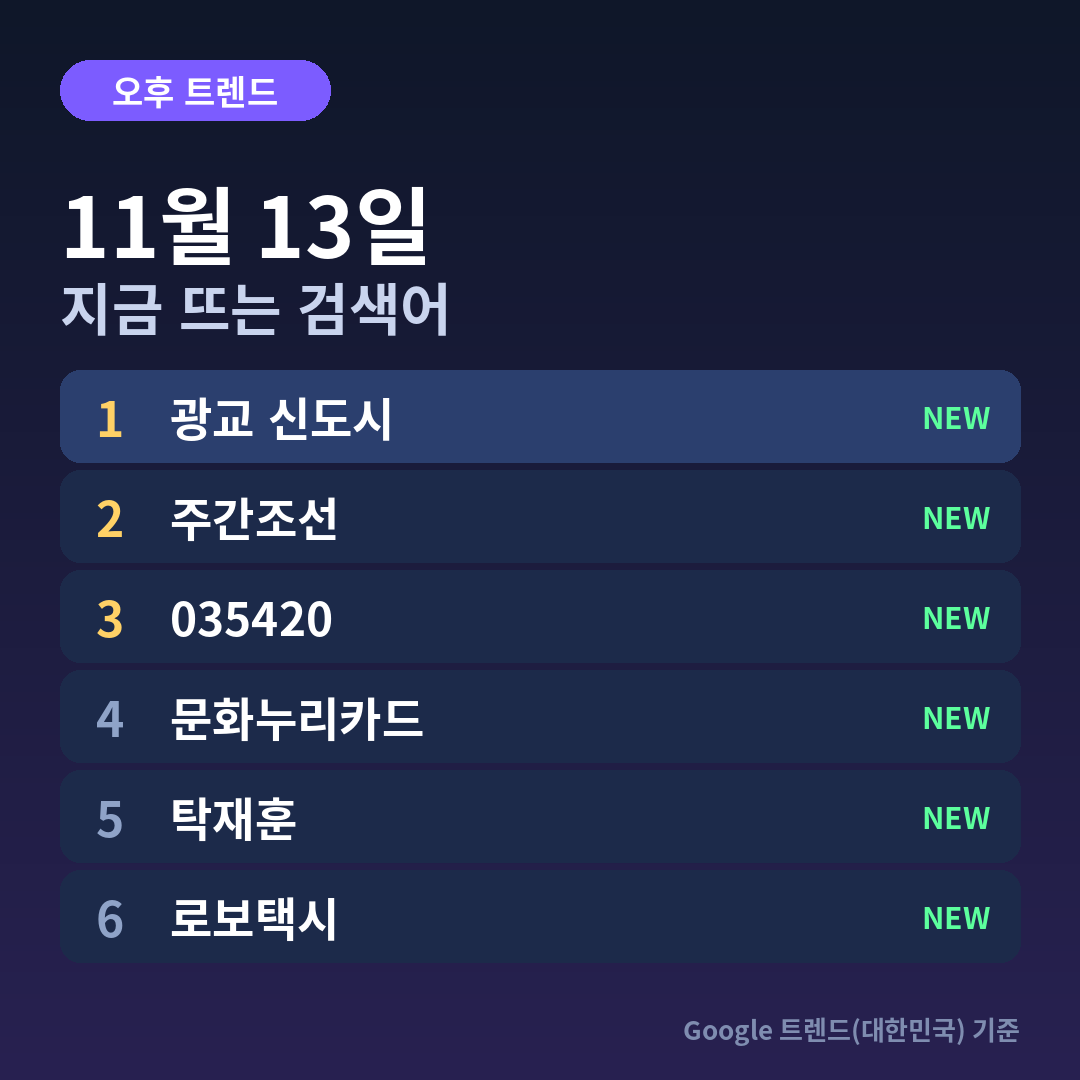 오후 트렌드
11월 13일
지금 뜨는 검색어
1 광교 신도시 NEW
2 주간조선 NEW
3 035420 NEW
4 문화누리카드 NEW
5 탁재훈 NEW
6 로보택시 NEW
Google 트렌드(대한민국) 기준